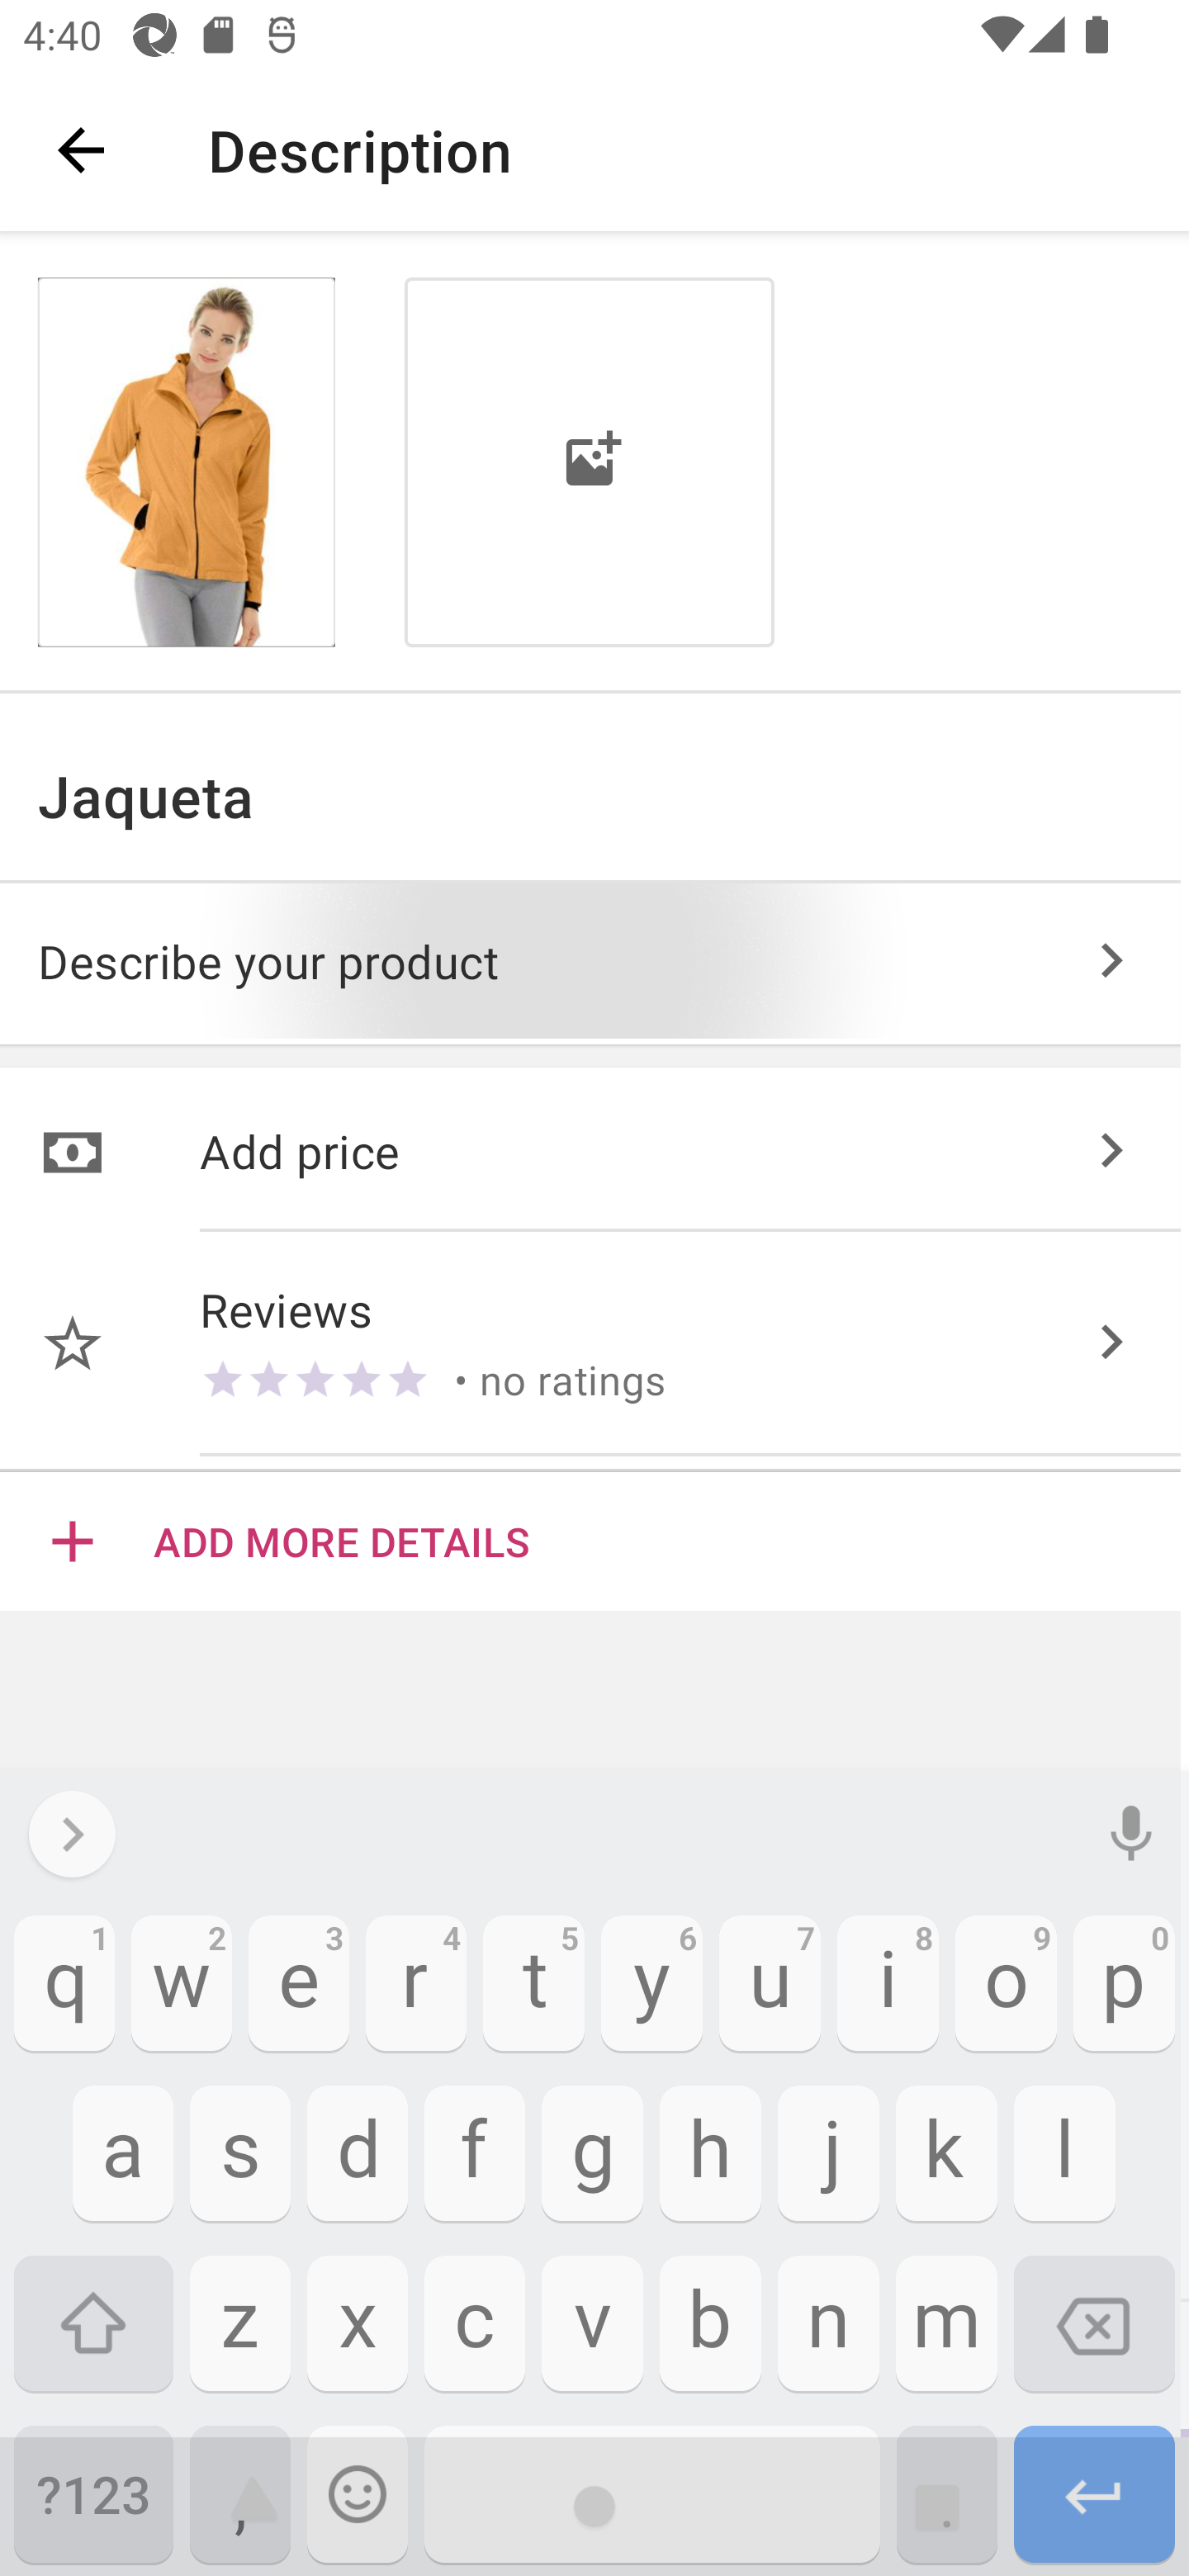 4:40
Description
Jaqueta
Describe your product
Add price
Reviews
• no ratings
ADD MORE DETAILS
1 2 3 4 5 6 7 8 9 0
q w e r t y u i o p
a s d f g h j k l
z x c v b n m
?123 , .